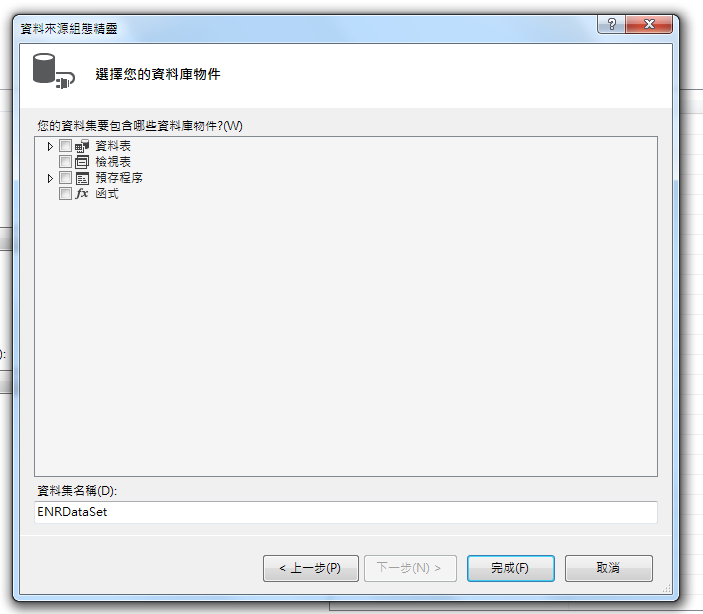 資料來源組態精靈
選擇您的資料庫物件
您的資料集要包含哪些資料庫物件?(W)
資料表
檢視表
預存程序
fx 函式
):
資料集名稱(D):
ENRDataSet
< 上一步(P)
下一步(N) >
完成(F)
取消